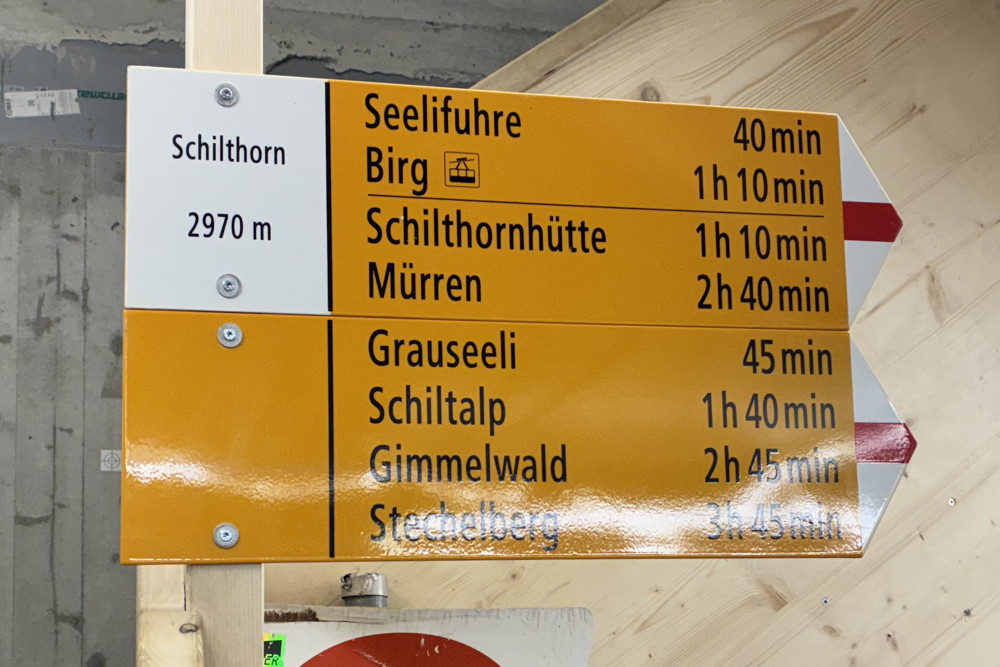 Schilthorn
2970 m
Seelifuhre 40 min
Birg 1 h 10 min
Schilthornhütte 1 h 10 min
Mürren 2 h 40 min
Grauseeli 45 min
Schiltalp 1 h 40 min
Gimmelwald 2 h 45 min
Stechelberg 3 h 45 min
ER